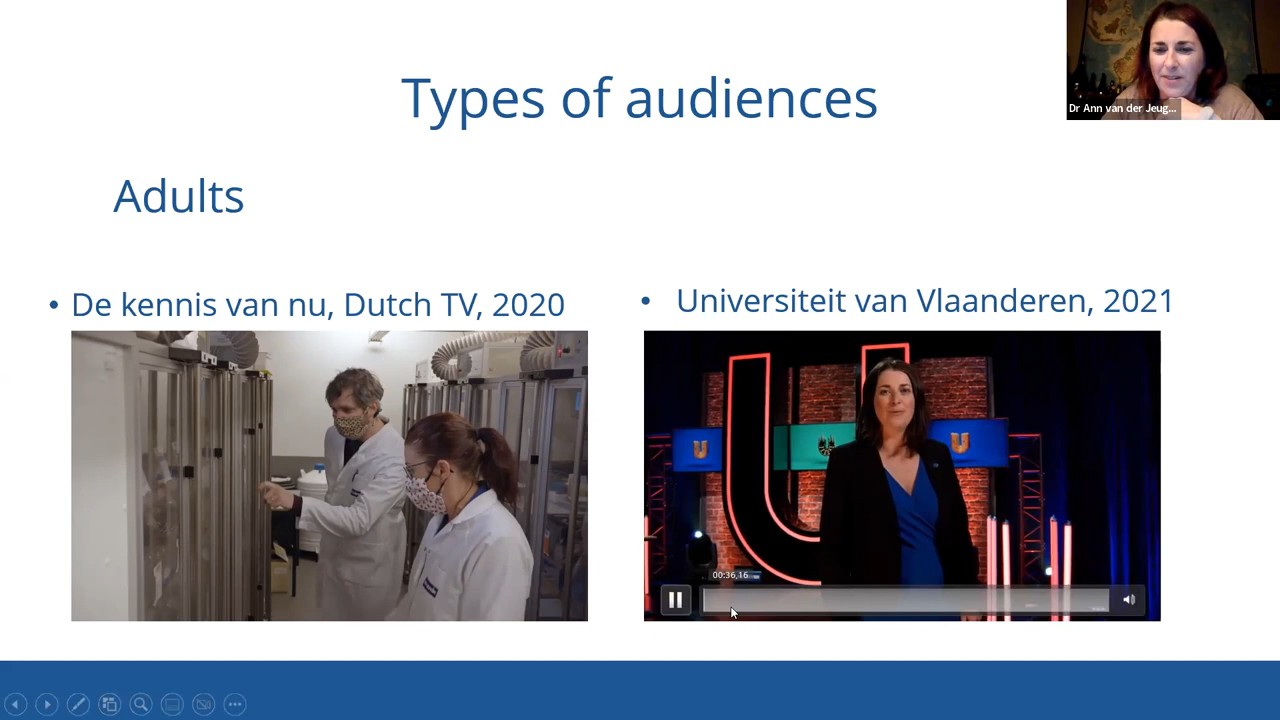 Types of audiences
Dr Ann van der Jeug...
Adults
• De kennis van nu, Dutch TV, 2020
• Universiteit van Vlaanderen, 2021
00:36,16